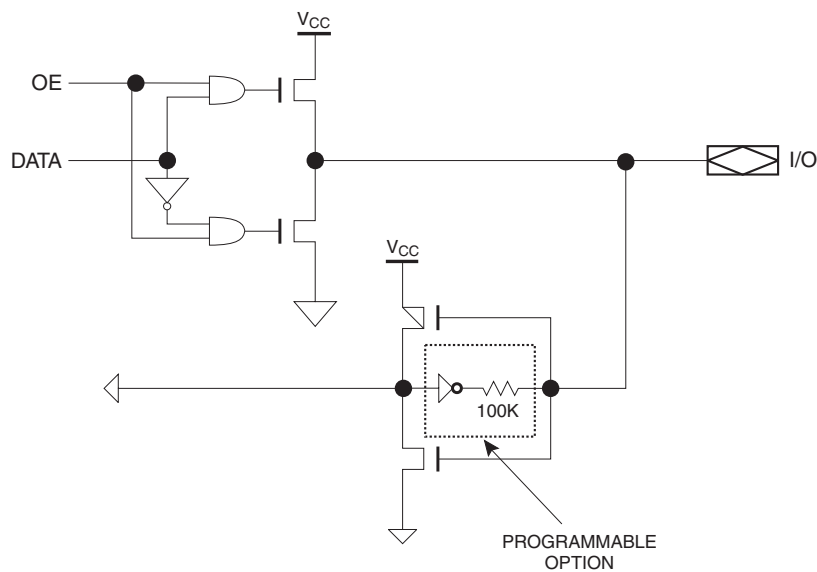 VCC
OE
DATA
I/O
VCC
100K
PROGRAMMABLE
OPTION